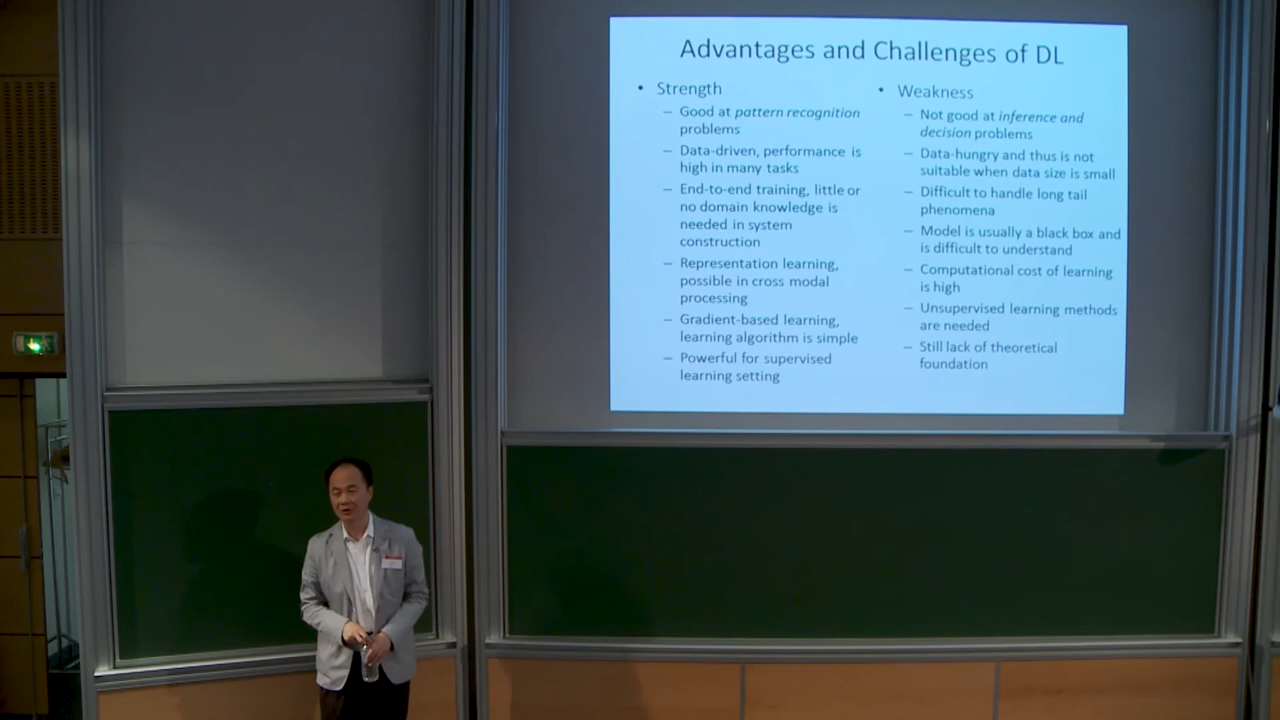 Advantages and Challenges of DL
• Strength
– Good at pattern recognition
problems
– Data-driven, performance is
high in many tasks
– End-to-end training, little or
no domain knowledge is
needed in system
construction
– Representation learning,
possible in cross modal
processing
– Gradient-based learning,
learning algorithm is simple
– Powerful for supervised
learning setting
• Weakness
– Not good at inference and
decision problems
– Data-hungry and thus is not
suitable when data size is small
– Difficult to handle long tail
phenomena
– Model is usually a black box and
is difficult to understand
– Computational cost of learning
is high
– Unsupervised learning methods
are needed
– Still lack of theoretical
foundation